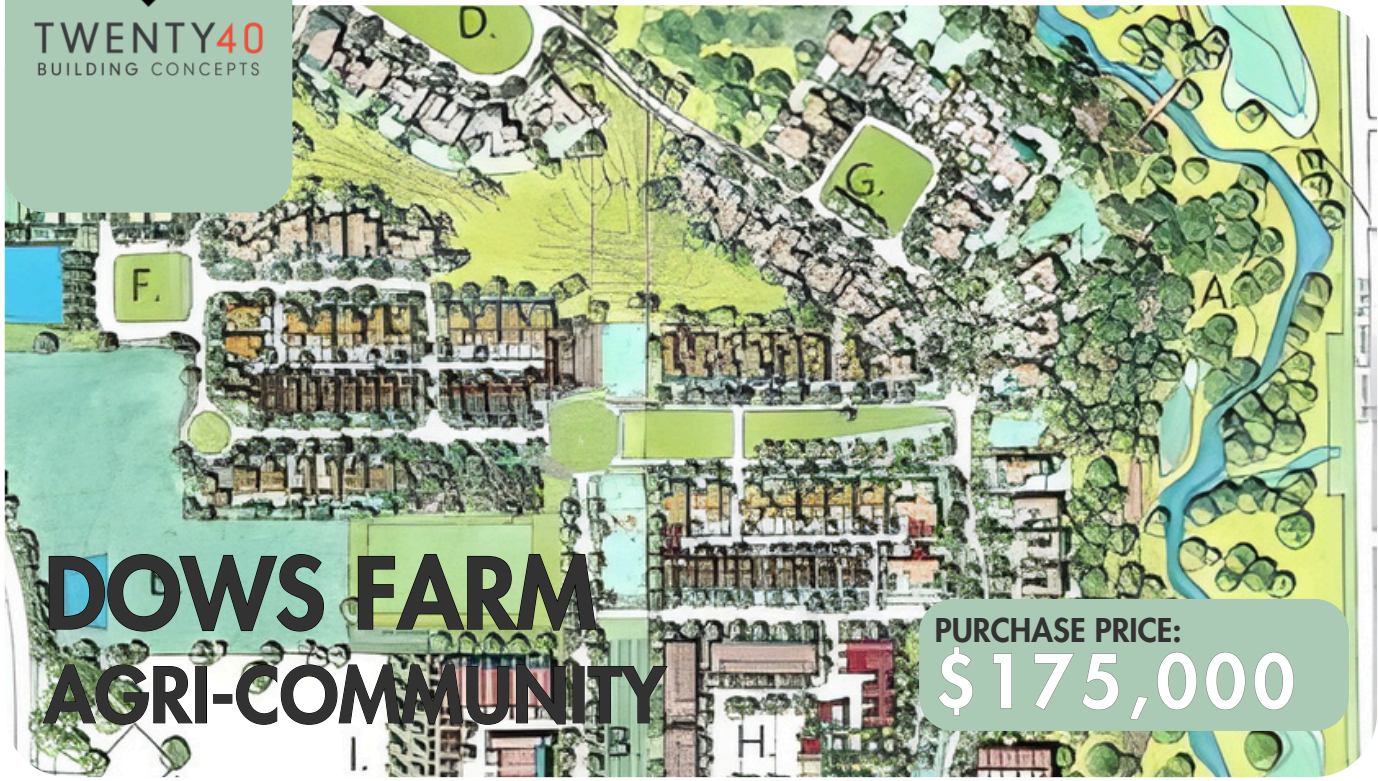 TWENTY40
BUILDING CONCEPTS
D.
G.
F.
A
DOWS FARM
AGRI-COMMUNITY
PURCHASE PRICE:
$175,000
B
H.
I.